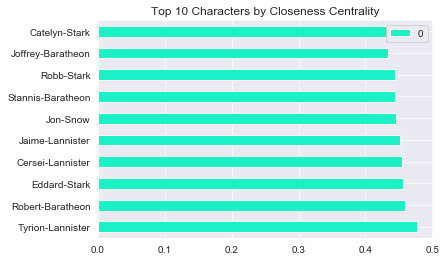 Top 10 Characters by Closeness Centrality
Catelyn-Stark
Joffrey-Baratheon
Robb-Stark
Stannis-Baratheon
Jon-Snow
Jaime-Lannister
Cersei-Lannister
Eddard-Stark
Robert-Baratheon
Tyrion-Lannister
0
0.0 0.1 0.2 0.3 0.4 0.5